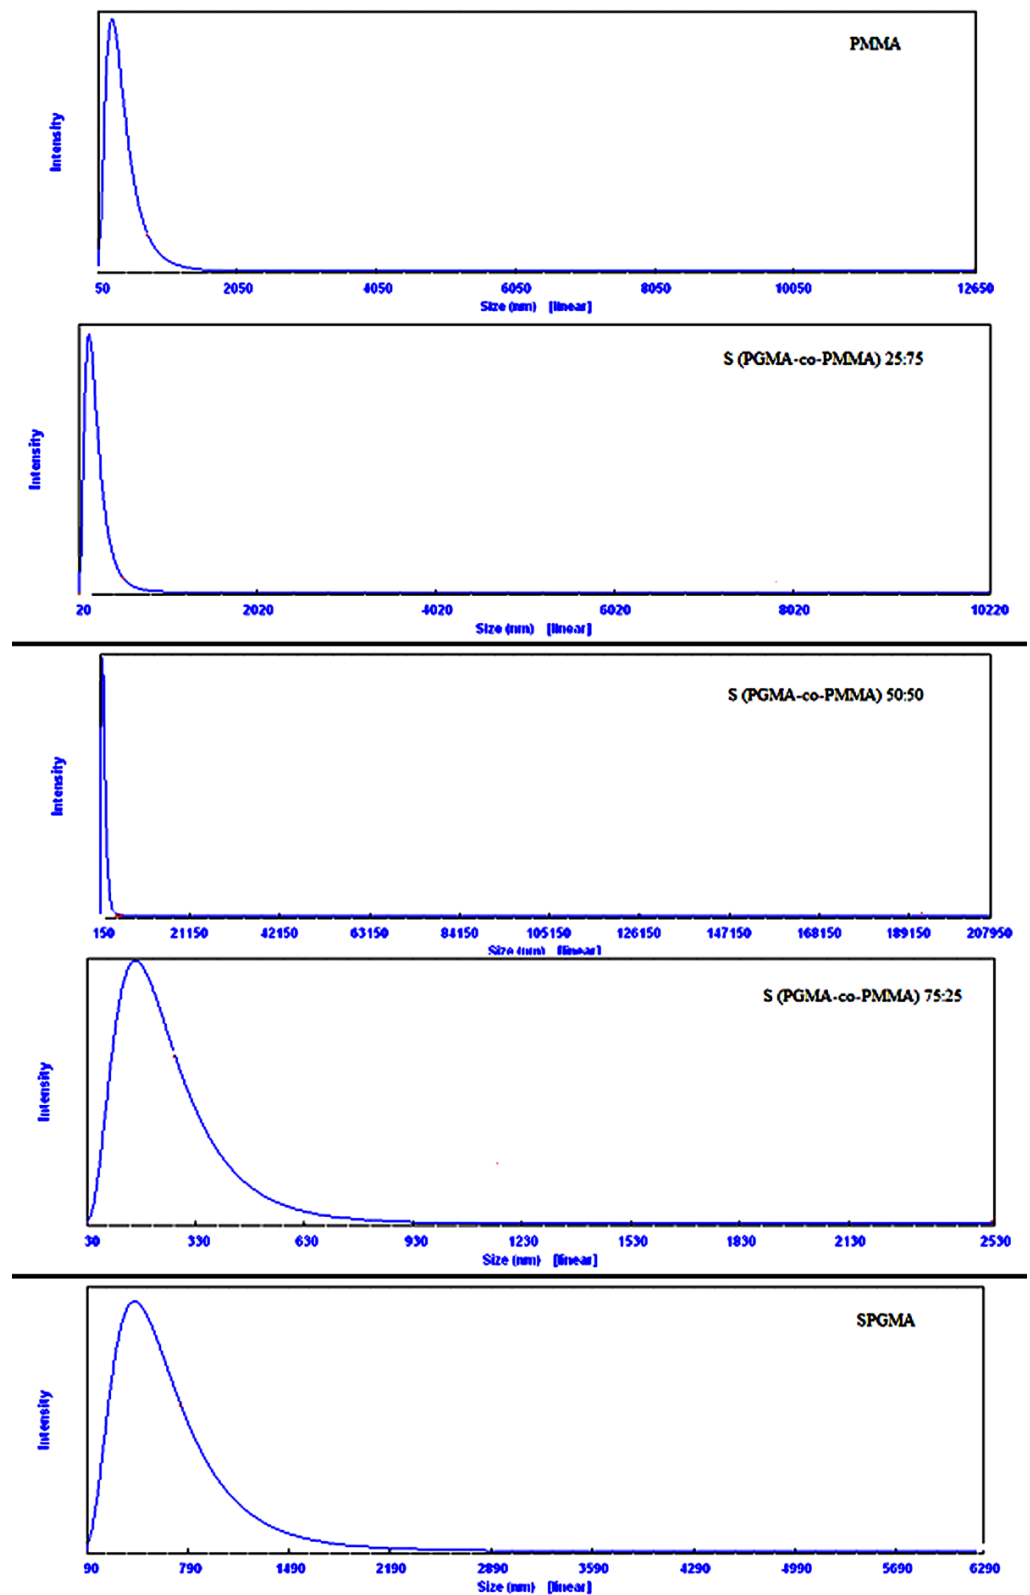 PMMA
Intensity
50 2050 4050 6050 8050 10050 12650
Size (nm) [linear]
S (PGMA-co-PMMA) 25:75
Intensity
20 2020 4020 6020 8020 10220
Size (nm) [linear]
S (PGMA-co-PMMA) 50:50
Intensity
150 21150 42150 63150 84150 105150 126150 147150 168150 189150 207950
Size (nm) [linear]
S (PGMA-co-PMMA) 75:25
Intensity
30 330 630 930 1230 1530 1830 2130 2530
Size (nm) [linear]
SPGMA
Intensity
90 790 1490 2190 2890 3590 4290 4990 5690 6290
Size (nm) [linear]